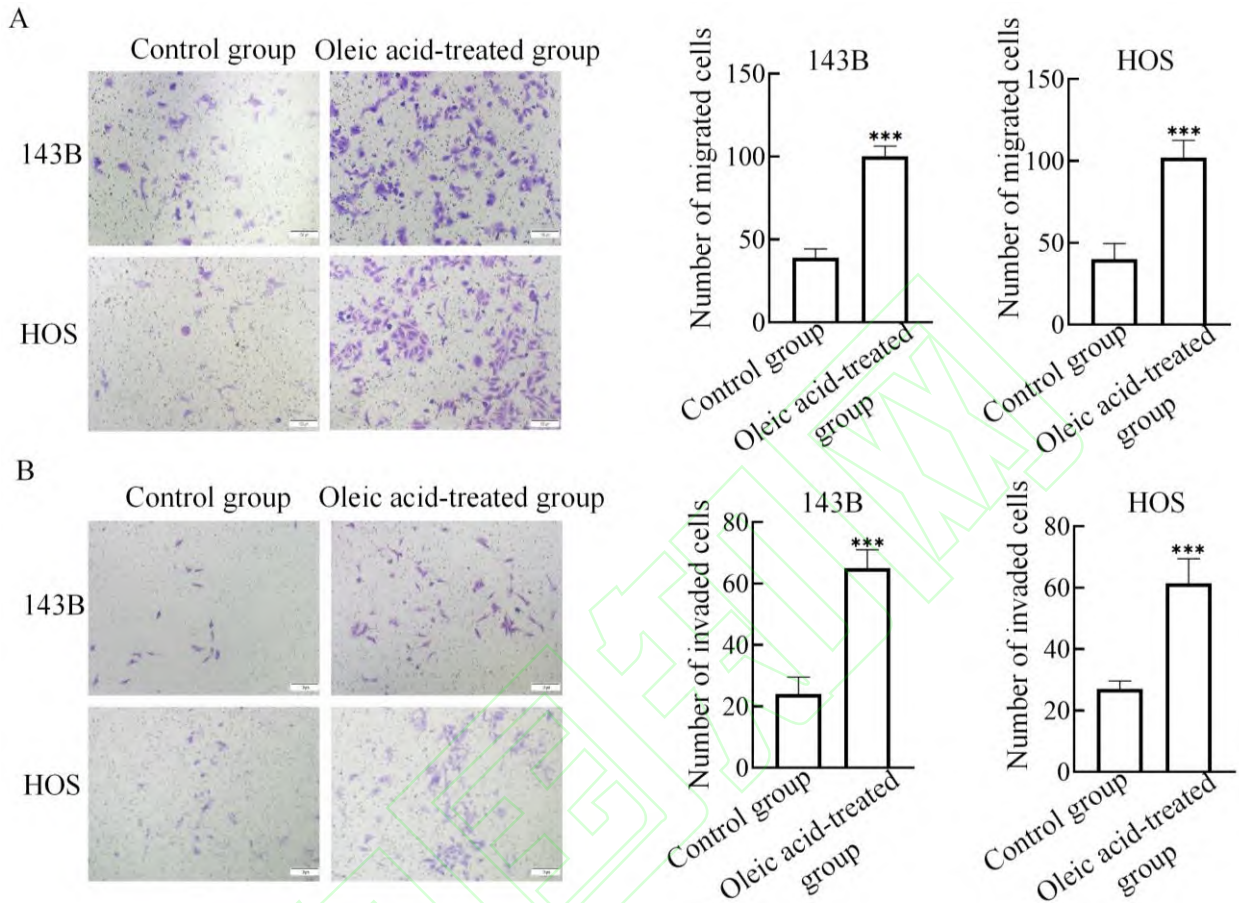 A
Control group
Oleic acid-treated group
143B
HOS
143B
Number of migrated cells
150
100
50
0
***
Control group
Oleic acid-treated
group
HOS
Number of migrated cells
150
100
50
0
***
Control group
Oleic acid-treated
group
B
Control group
Oleic acid-treated group
143B
HOS
143B
Number of invaded cells
80
60
40
20
0
***
Control group
Oleic acid-treated
group
HOS
Number of invaded cells
80
60
40
20
0
***
Control group
Oleic acid-treated
group